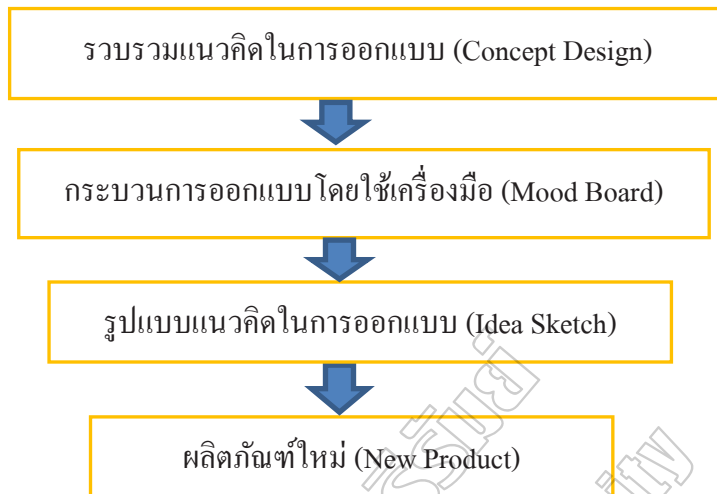 รวบรวมแนวคิดในการออกแบบ (Concept Design)
กระบวนการออกแบบโดยใช้เครื่องมือ (Mood Board)
รูปแบบแนวคิดในการออกแบบ (Idea Sketch)
ผลิตภัณฑ์ใหม่ (New Product)